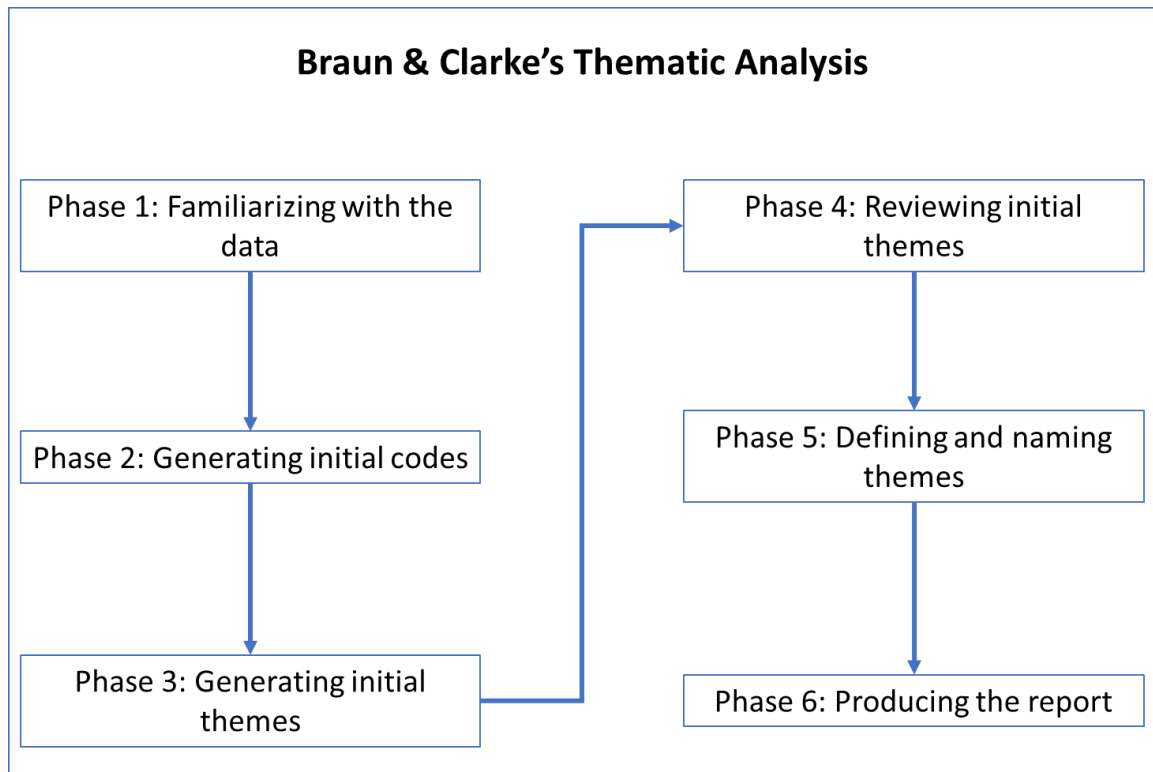 Braun & Clarke’s Thematic Analysis
Phase 1: Familiarizing with the
data
Phase 2: Generating initial codes
Phase 3: Generating initial
themes
Phase 4: Reviewing initial
themes
Phase 5: Defining and naming
themes
Phase 6: Producing the report